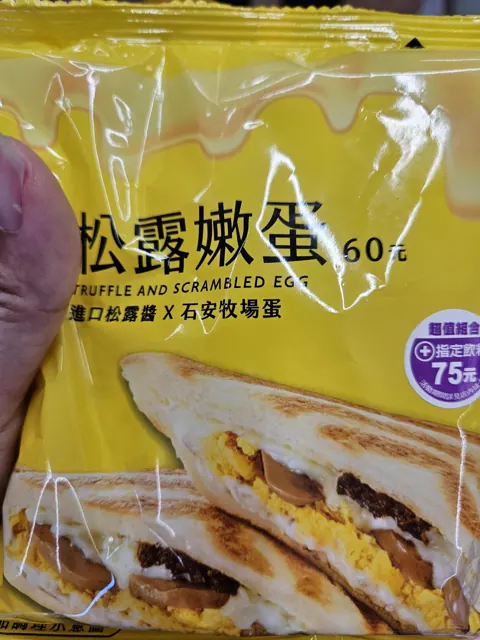 松露嫩蛋 60元
TRUFFLE AND SCRAMBLED EGG
進口松露醬 X 石安牧場蛋
超值組合
+指定飲料
75元